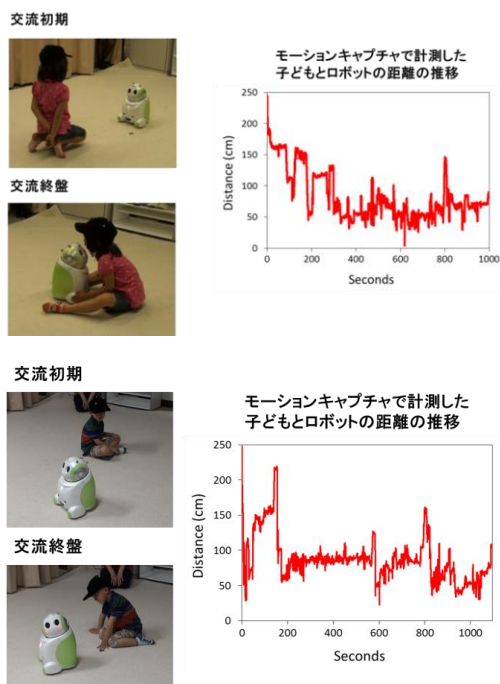 交流初期
モーションキャプチャで計測した
子どもとロボットの距離の推移
250
200
150
100
50
0
Distance (cm)
0 200 400 600 800 1000
Seconds
交流終盤
交流初期
モーションキャプチャで計測した
子どもとロボットの距離の推移
250
200
150
100
50
0
Distance (cm)
0 200 400 600 800 1000
Seconds
交流終盤